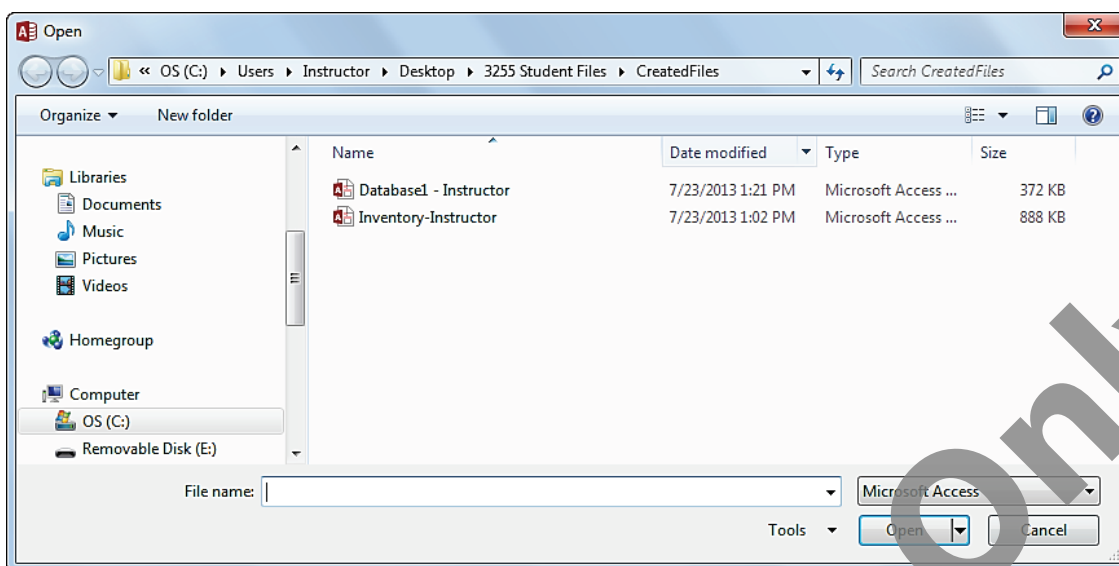 Open
« OS (C:) ▸ Users ▸ Instructor ▸ Desktop ▸ 3255 Student Files ▸ CreatedFiles Search CreatedFiles
Organize New folder
Name Date modified Type Size
Libraries
Documents
Music
Pictures
Videos
Homegroup
Computer
OS (C:)
Removable Disk (E:)
Database1 - Instructor 7/23/2013 1:21 PM Microsoft Access ... 372 KB
Inventory-Instructor 7/23/2013 1:02 PM Microsoft Access ... 888 KB
File name: Microsoft Access
Tools Open Cancel